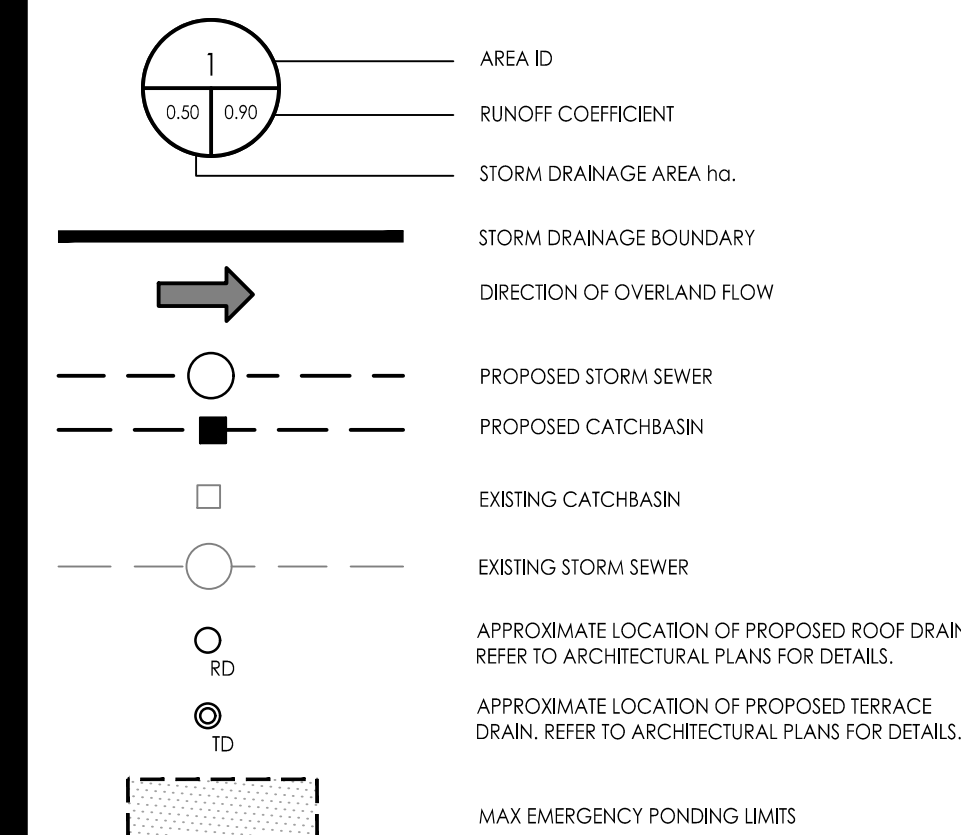 1
0.50 0.90
AREA ID
RUNOFF COEFFICIENT
STORM DRAINAGE AREA ha.
STORM DRAINAGE BOUNDARY
DIRECTION OF OVERLAND FLOW
PROPOSED STORM SEWER
PROPOSED CATCHBASIN
EXISTING CATCHBASIN
EXISTING STORM SEWER
RD
APPROXIMATE LOCATION OF PROPOSED ROOF DRAIN
REFER TO ARCHITECTURAL PLANS FOR DETAILS.
TD
APPROXIMATE LOCATION OF PROPOSED TERRACE
DRAIN. REFER TO ARCHITECTURAL PLANS FOR DETAILS.
MAX EMERGENCY PONDING LIMITS